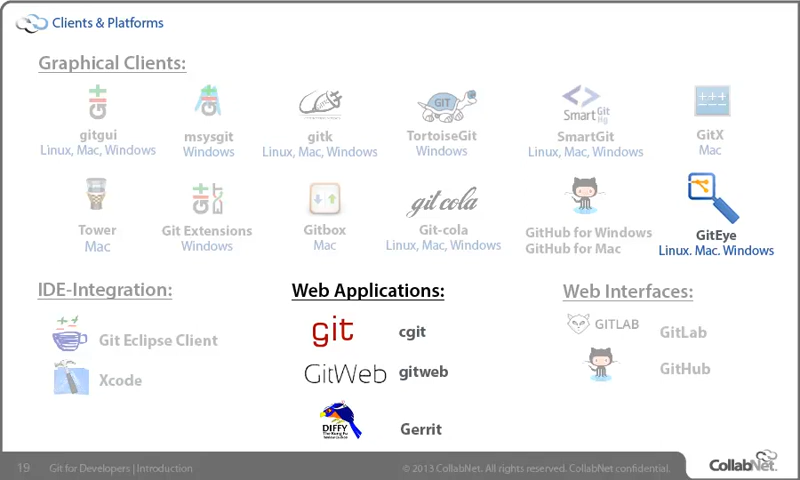 Clients & Platforms
Graphical Clients:
Git
GIT
Smart Git
Hg
+++
gitgui
msysgit
gitk
TortoiseGit
SmartGit
GitX
Linux, Mac, Windows
Windows
Linux, Mac, Windows
Windows
Linux, Mac, Windows
Mac
git cola
Tower
Git Extensions
Gitbox
Git-cola
GitHub for Windows
GitHub for Mac
GitEye
Mac
Windows
Mac
Linux, Mac, Windows
Linux. Mac. Windows
IDE-Integration:
Web Applications:
Web Interfaces:
Git Eclipse Client
Xcode
git
cgit
GitWeb
gitweb
DIFFY
Gerrit
GITLAB
GitLab
GitHub
19
Git for Developers | Introduction
© 2013 CollabNet. All rights reserved. CollabNet confidential.
CollabNet.